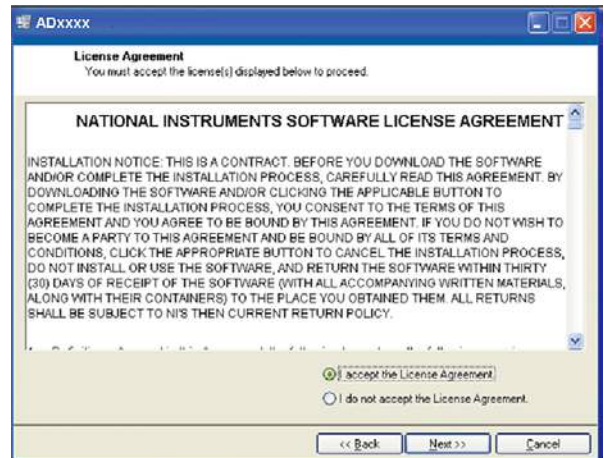 ADxxxx
License Agreement
You must accept the license(s) displayed below to proceed.
NATIONAL INSTRUMENTS SOFTWARE LICENSE AGREEMENT
INSTALLATION NOTICE: THIS IS A CONTRACT. BEFORE YOU DOWNLOAD THE SOFTWARE
AND/OR COMPLETE THE INSTALLATION PROCESS, CAREFULLY READ THIS AGREEMENT. BY
DOWNLOADING THE SOFTWARE AND/OR CLICKING THE APPLICABLE BUTTON TO
COMPLETE THE INSTALLATION PROCESS, YOU CONSENT TO THE TERMS OF THIS
AGREEMENT AND YOU AGREE TO BE BOUND BY THIS AGREEMENT. IF YOU DO NOT WISH TO
BECOME A PARTY TO THIS AGREEMENT AND BE BOUND BY ALL OF ITS TERMS AND
CONDITIONS, CLICK THE APPROPRIATE BUTTON TO CANCEL THE INSTALLATION PROCESS,
DO NOT INSTALL OR USE THE SOFTWARE, AND RETURN THE SOFTWARE WITHIN THIRTY
(30) DAYS OF RECEIPT OF THE SOFTWARE (WITH ALL ACCOMPANYING WRITTEN MATERIALS,
ALONG WITH THEIR CONTAINERS) TO THE PLACE YOU OBTAINED THEM. ALL RETURNS
SHALL BE SUBJECT TO NI'S THEN CURRENT RETURN POLICY.
I accept the License Agreement.
I do not accept the License Agreement.
<< Back Next >> Cancel